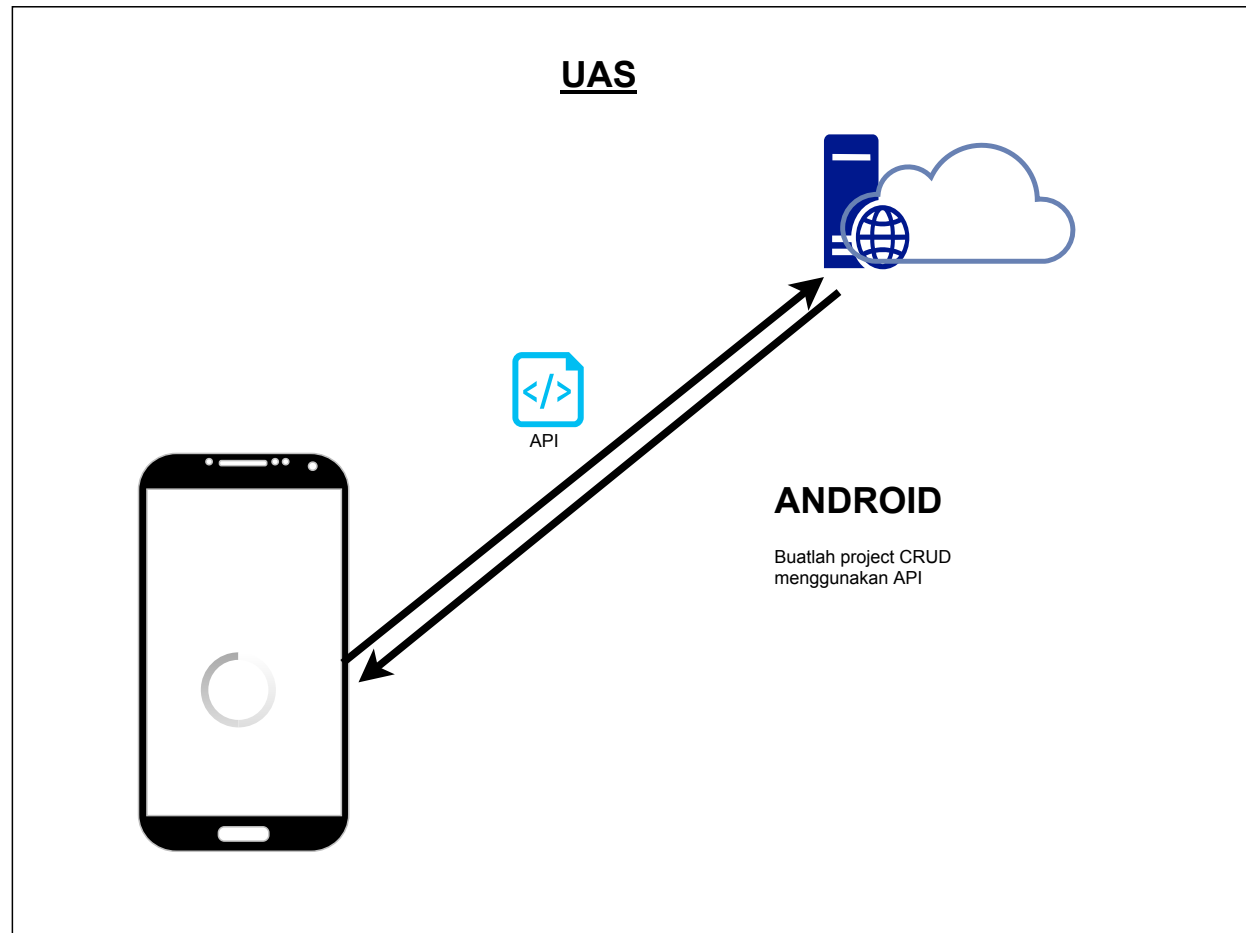 UAS
</>
API
ANDROID
Buatlah project CRUD
menggunakan API